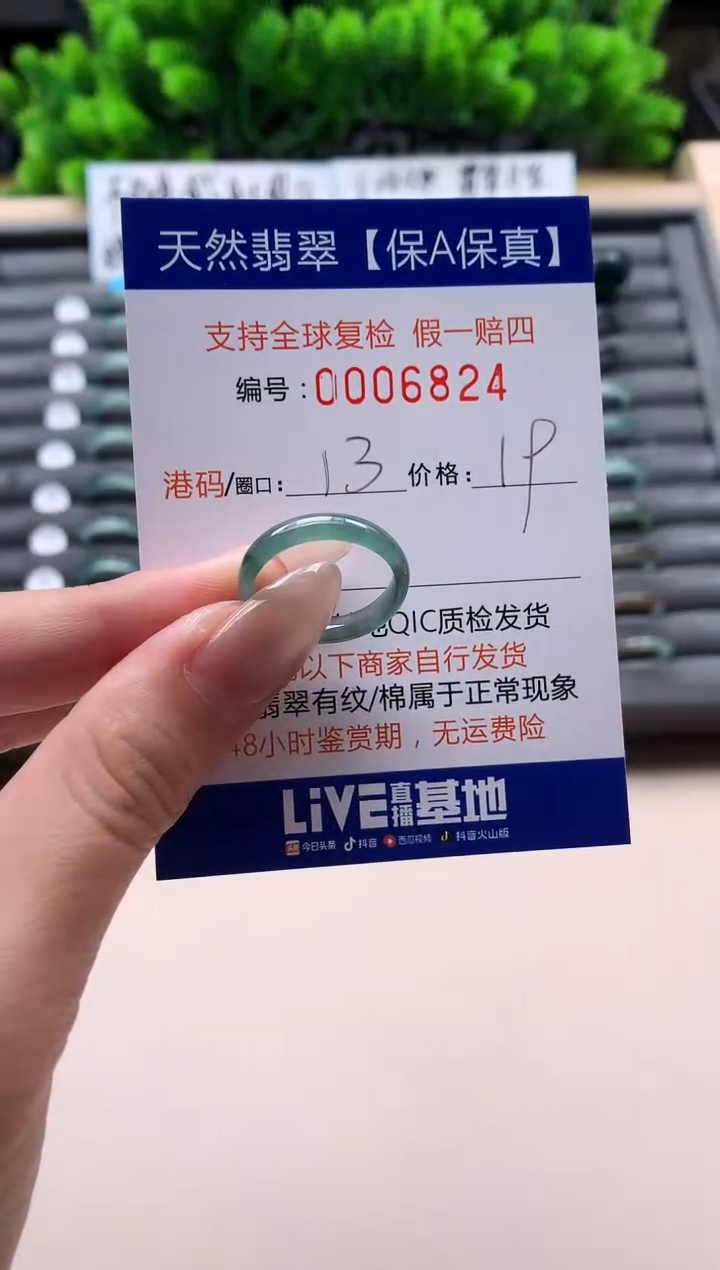 天然翡翠【保A保真】
支持全球复检 假一赔四
编号：0006824
港码/圈口：13 价格：19
QIC质检发货
以下商家自行发货
翡翠有纹/棉属于正常现象
48小时鉴赏期，无运费险
LiVE直播基地
今日头条 抖音 西瓜视频 抖音火山版